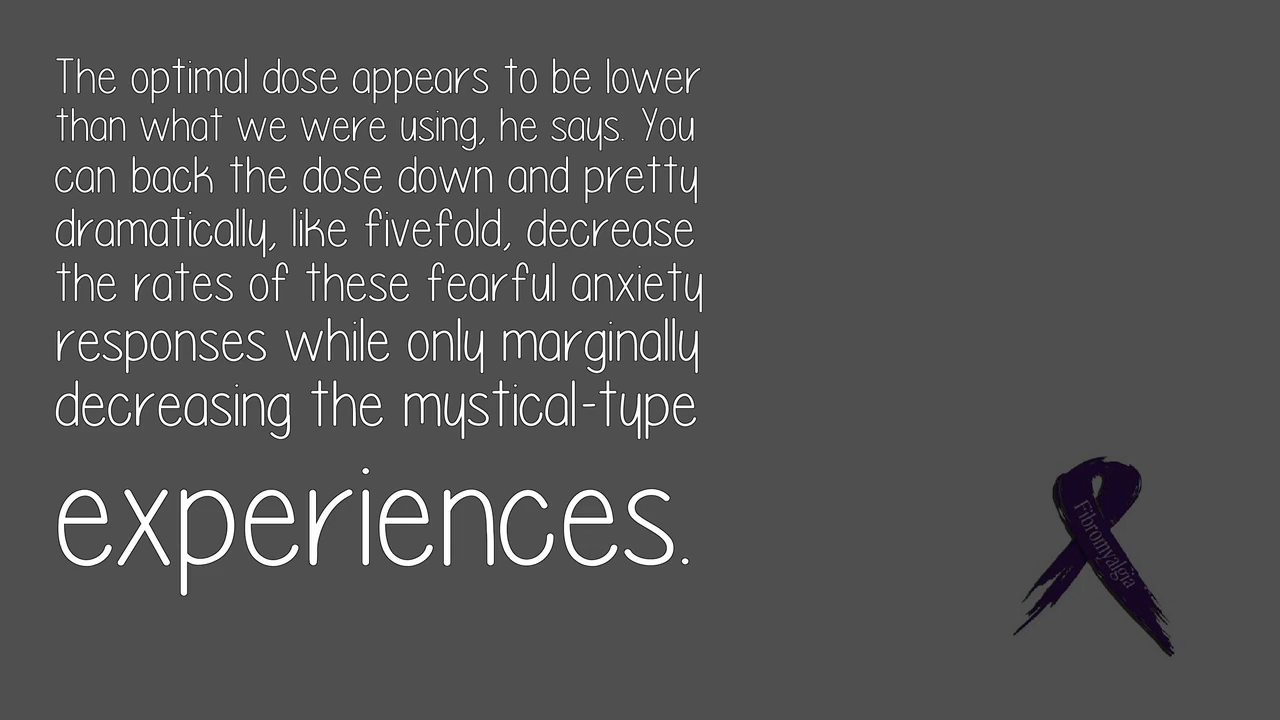 The optimal dose appears to be lower
than what we were using, he says. You
can back the dose down and pretty
dramatically, like fivefold, decrease
the rates of these fearful anxiety
responses while only marginally
decreasing the mystical-type
experiences.
Fibromyalgia